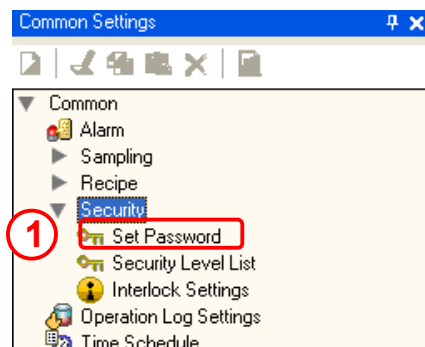 Common Settings
Common
Alarm
Sampling
Recipe
Security
1 Set Password
Security Level List
Interlock Settings
Operation Log Settings
Time Schedule